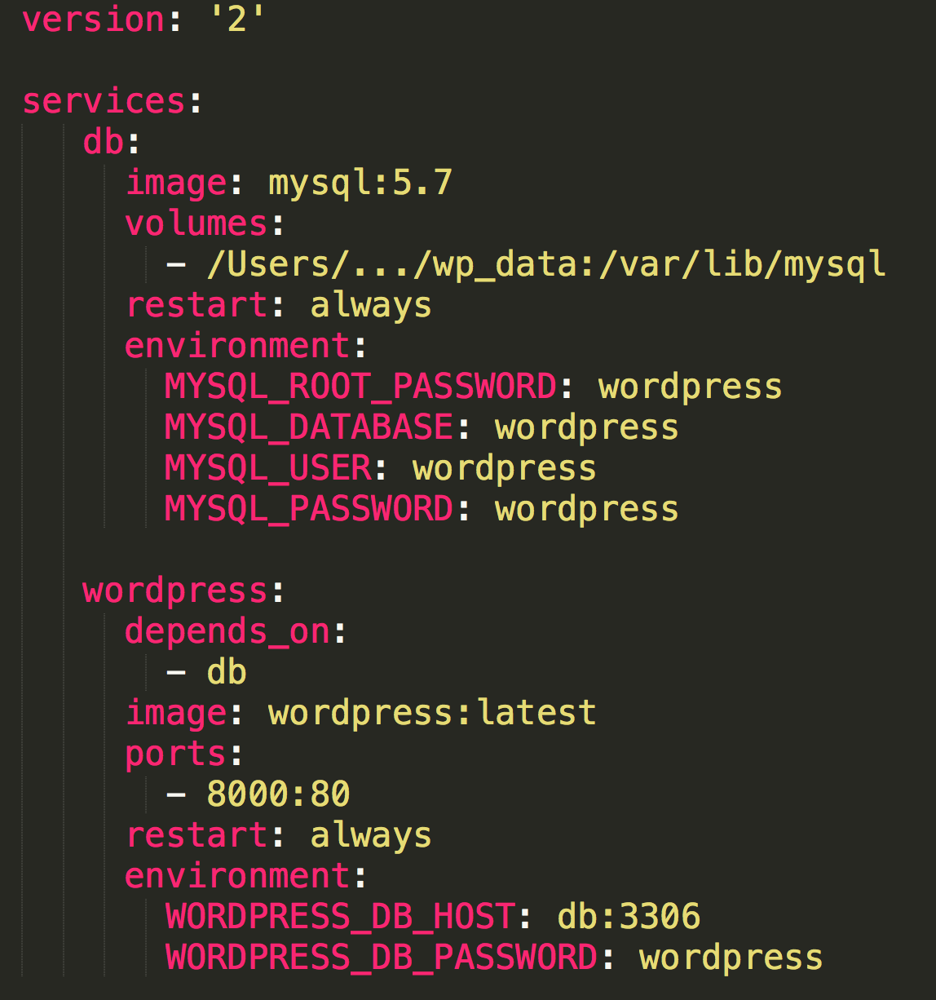 version: '2'
services:
db:
image: mysql:5.7
volumes:
- /Users/.../wp_data:/var/lib/mysql
restart: always
environment:
MYSQL_ROOT_PASSWORD: wordpress
MYSQL_DATABASE: wordpress
MYSQL_USER: wordpress
MYSQL_PASSWORD: wordpress
wordpress:
depends_on:
- db
image: wordpress:latest
ports:
- 8000:80
restart: always
environment:
WORDPRESS_DB_HOST: db:3306
WORDPRESS_DB_PASSWORD: wordpress